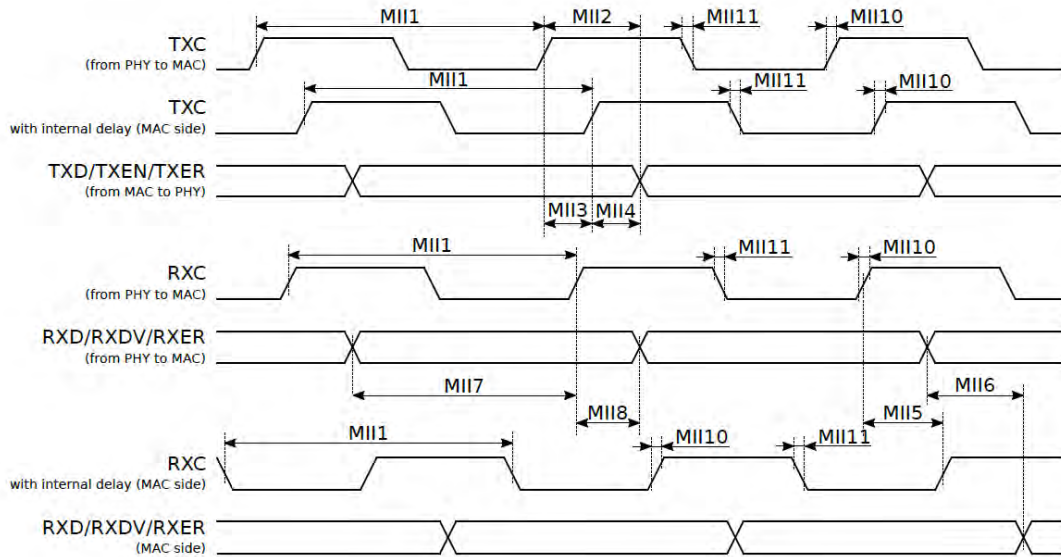 MII1 MII2 MII11 MII10
TXC
(from PHY to MAC)
MII1 MII11 MII10
TXC
with internal delay (MAC side)
TXD/TXEN/TXER
(from MAC to PHY)
MII3 MII4
MII1 MII11 MII10
RXC
(from PHY to MAC)
RXD/RXDV/RXER
(from PHY to MAC)
MII7 MII6
MII8 MII5
MII1 MII10 MII11
RXC
with internal delay (MAC side)
RXD/RXDV/RXER
(MAC side)